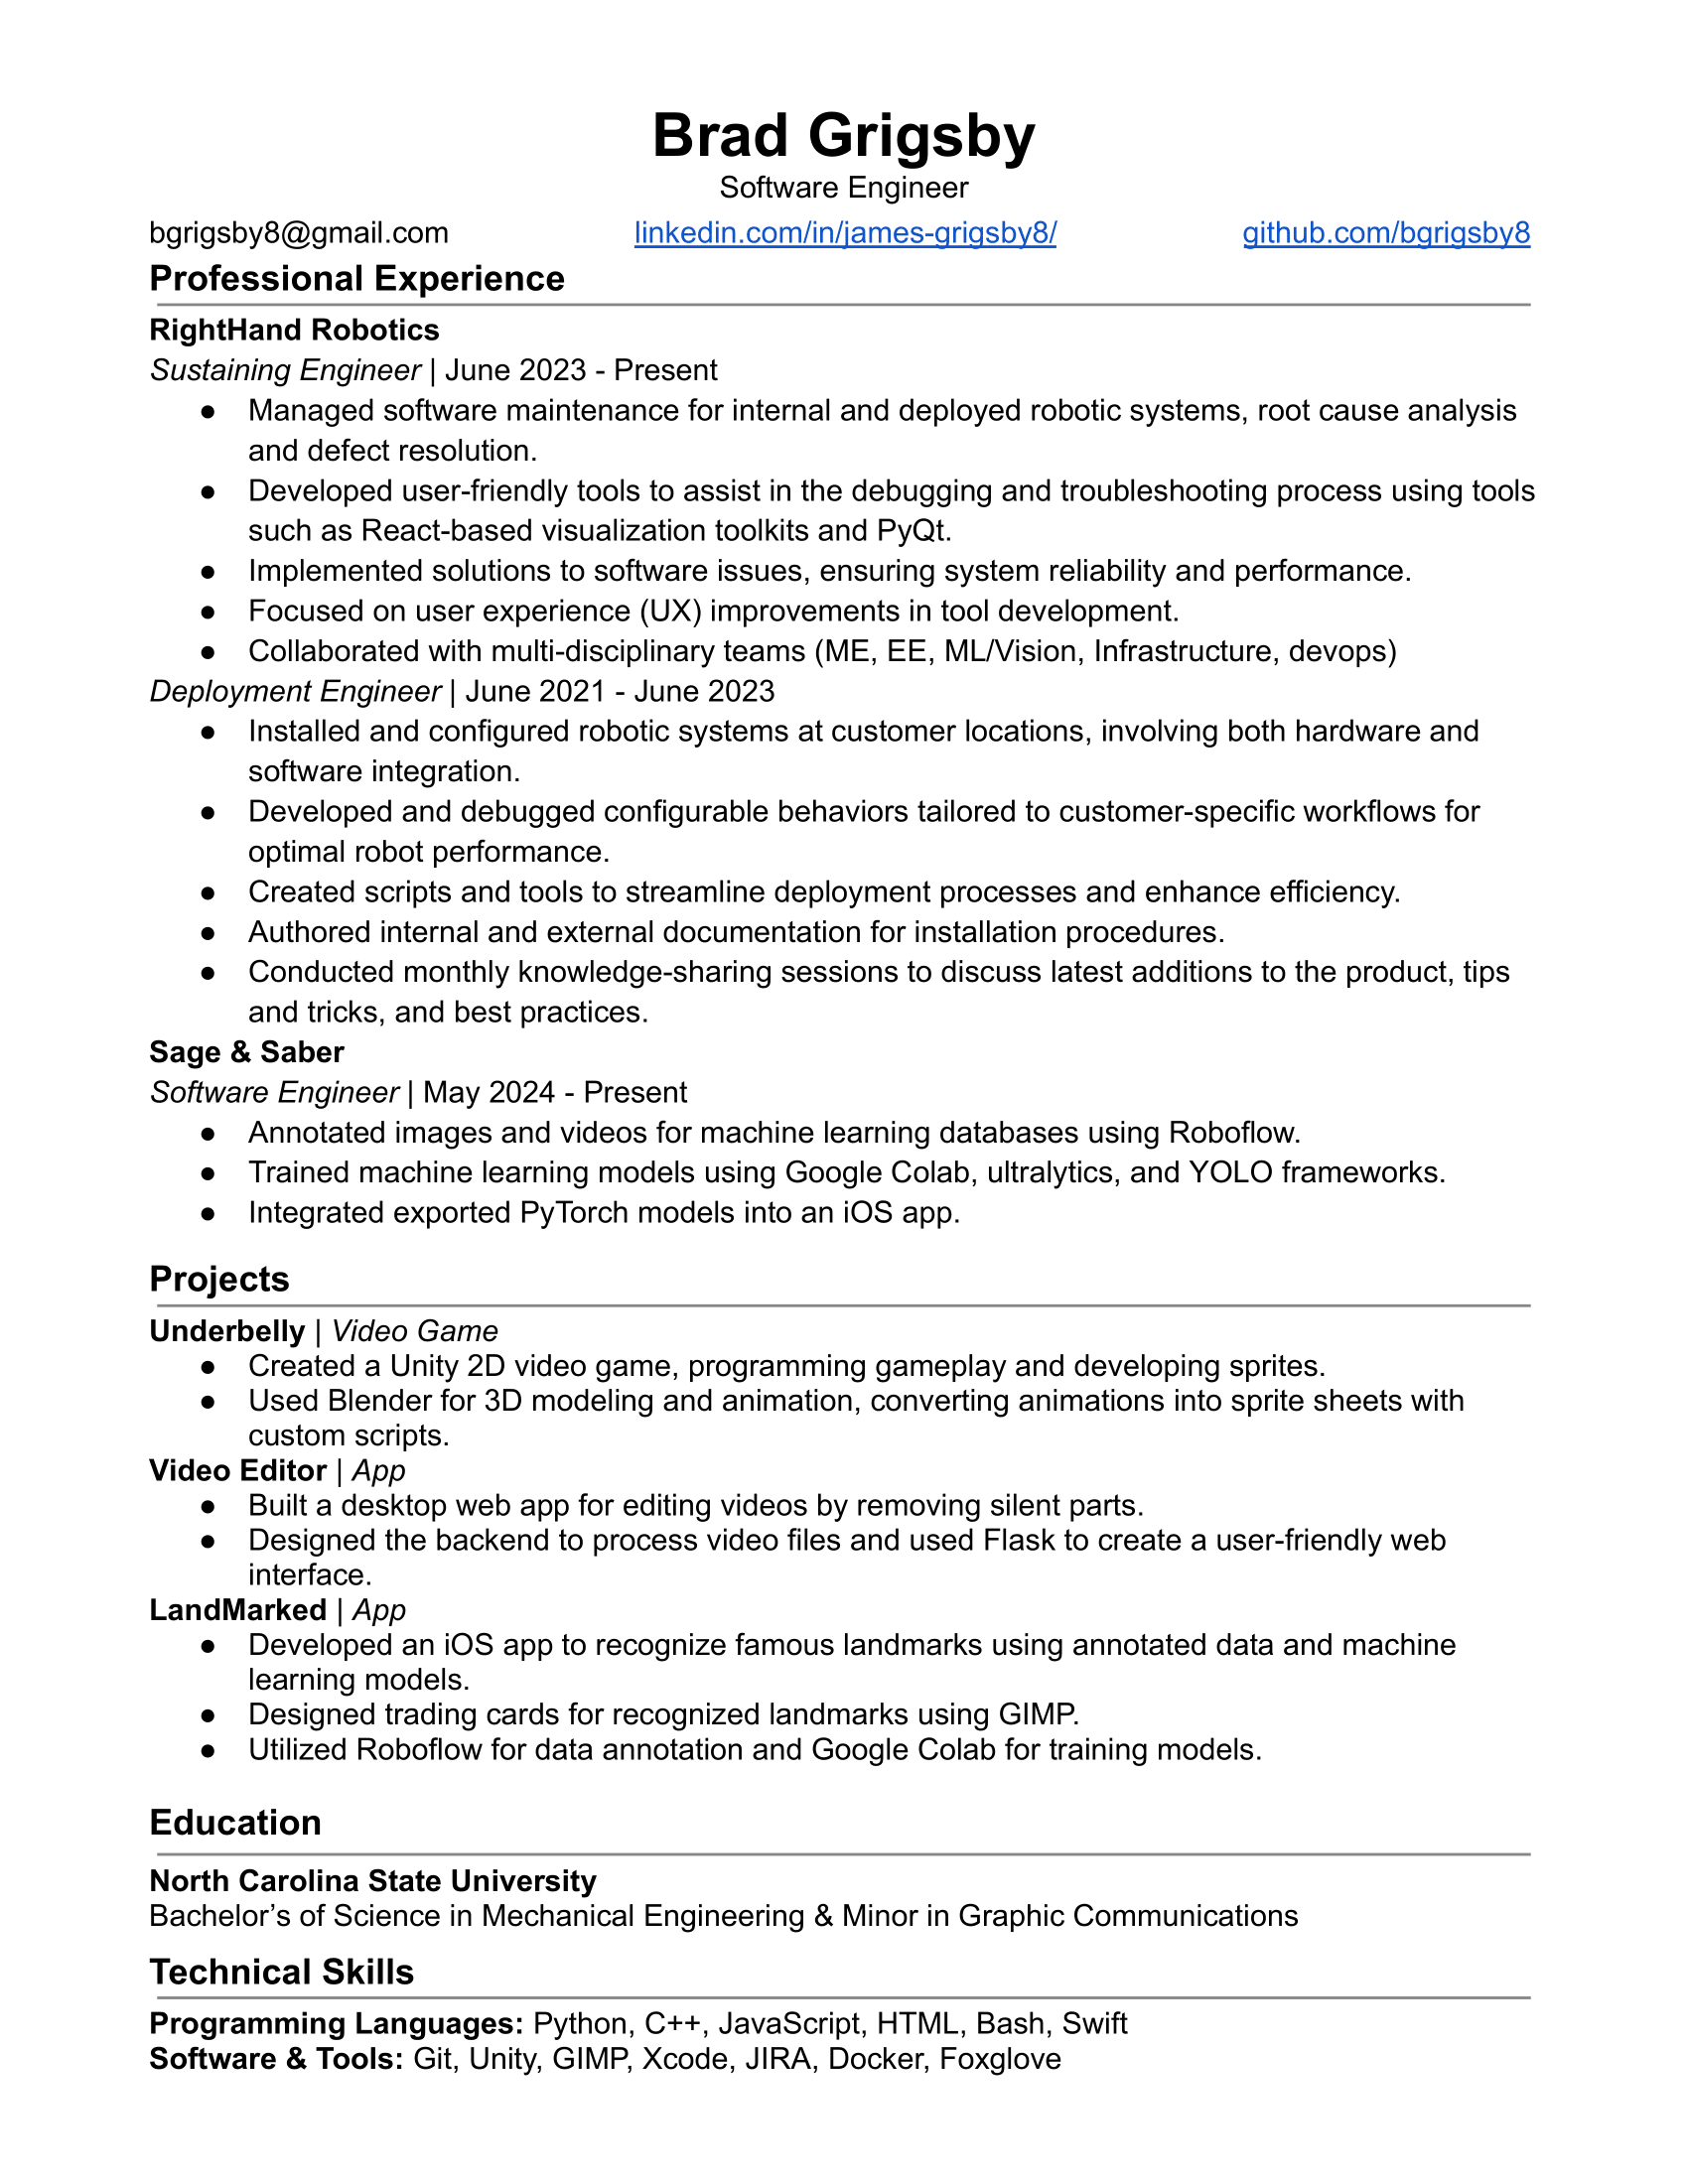 Brad Grigsby
Software Engineer
bgrigsby8@gmail.com linkedin.com/in/james-grigsby8/ github.com/bgrigsby8
Professional Experience
RightHand Robotics
Sustaining Engineer | June 2023 - Present
● Managed software maintenance for internal and deployed robotic systems, root cause analysis
and defect resolution.
● Developed user-friendly tools to assist in the debugging and troubleshooting process using tools
such as React-based visualization toolkits and PyQt.
● Implemented solutions to software issues, ensuring system reliability and performance.
● Focused on user experience (UX) improvements in tool development.
● Collaborated with multi-disciplinary teams (ME, EE, ML/Vision, Infrastructure, devops)
Deployment Engineer | June 2021 - June 2023
● Installed and configured robotic systems at customer locations, involving both hardware and
software integration.
● Developed and debugged configurable behaviors tailored to customer-specific workflows for
optimal robot performance.
● Created scripts and tools to streamline deployment processes and enhance efficiency.
● Authored internal and external documentation for installation procedures.
● Conducted monthly knowledge-sharing sessions to discuss latest additions to the product, tips
and tricks, and best practices.
Sage & Saber
Software Engineer | May 2024 - Present
● Annotated images and videos for machine learning databases using Roboflow.
● Trained machine learning models using Google Colab, ultralytics, and YOLO frameworks.
● Integrated exported PyTorch models into an iOS app.
Projects
Underbelly | Video Game
● Created a Unity 2D video game, programming gameplay and developing sprites.
● Used Blender for 3D modeling and animation, converting animations into sprite sheets with
custom scripts.
Video Editor | App
● Built a desktop web app for editing videos by removing silent parts.
● Designed the backend to process video files and used Flask to create a user-friendly web
interface.
LandMarked | App
● Developed an iOS app to recognize famous landmarks using annotated data and machine
learning models.
● Designed trading cards for recognized landmarks using GIMP.
● Utilized Roboflow for data annotation and Google Colab for training models.
Education
North Carolina State University
Bachelor’s of Science in Mechanical Engineering & Minor in Graphic Communications
Technical Skills
Programming Languages: Python, C++, JavaScript, HTML, Bash, Swift
Software & Tools: Git, Unity, GIMP, Xcode, JIRA, Docker, Foxglove